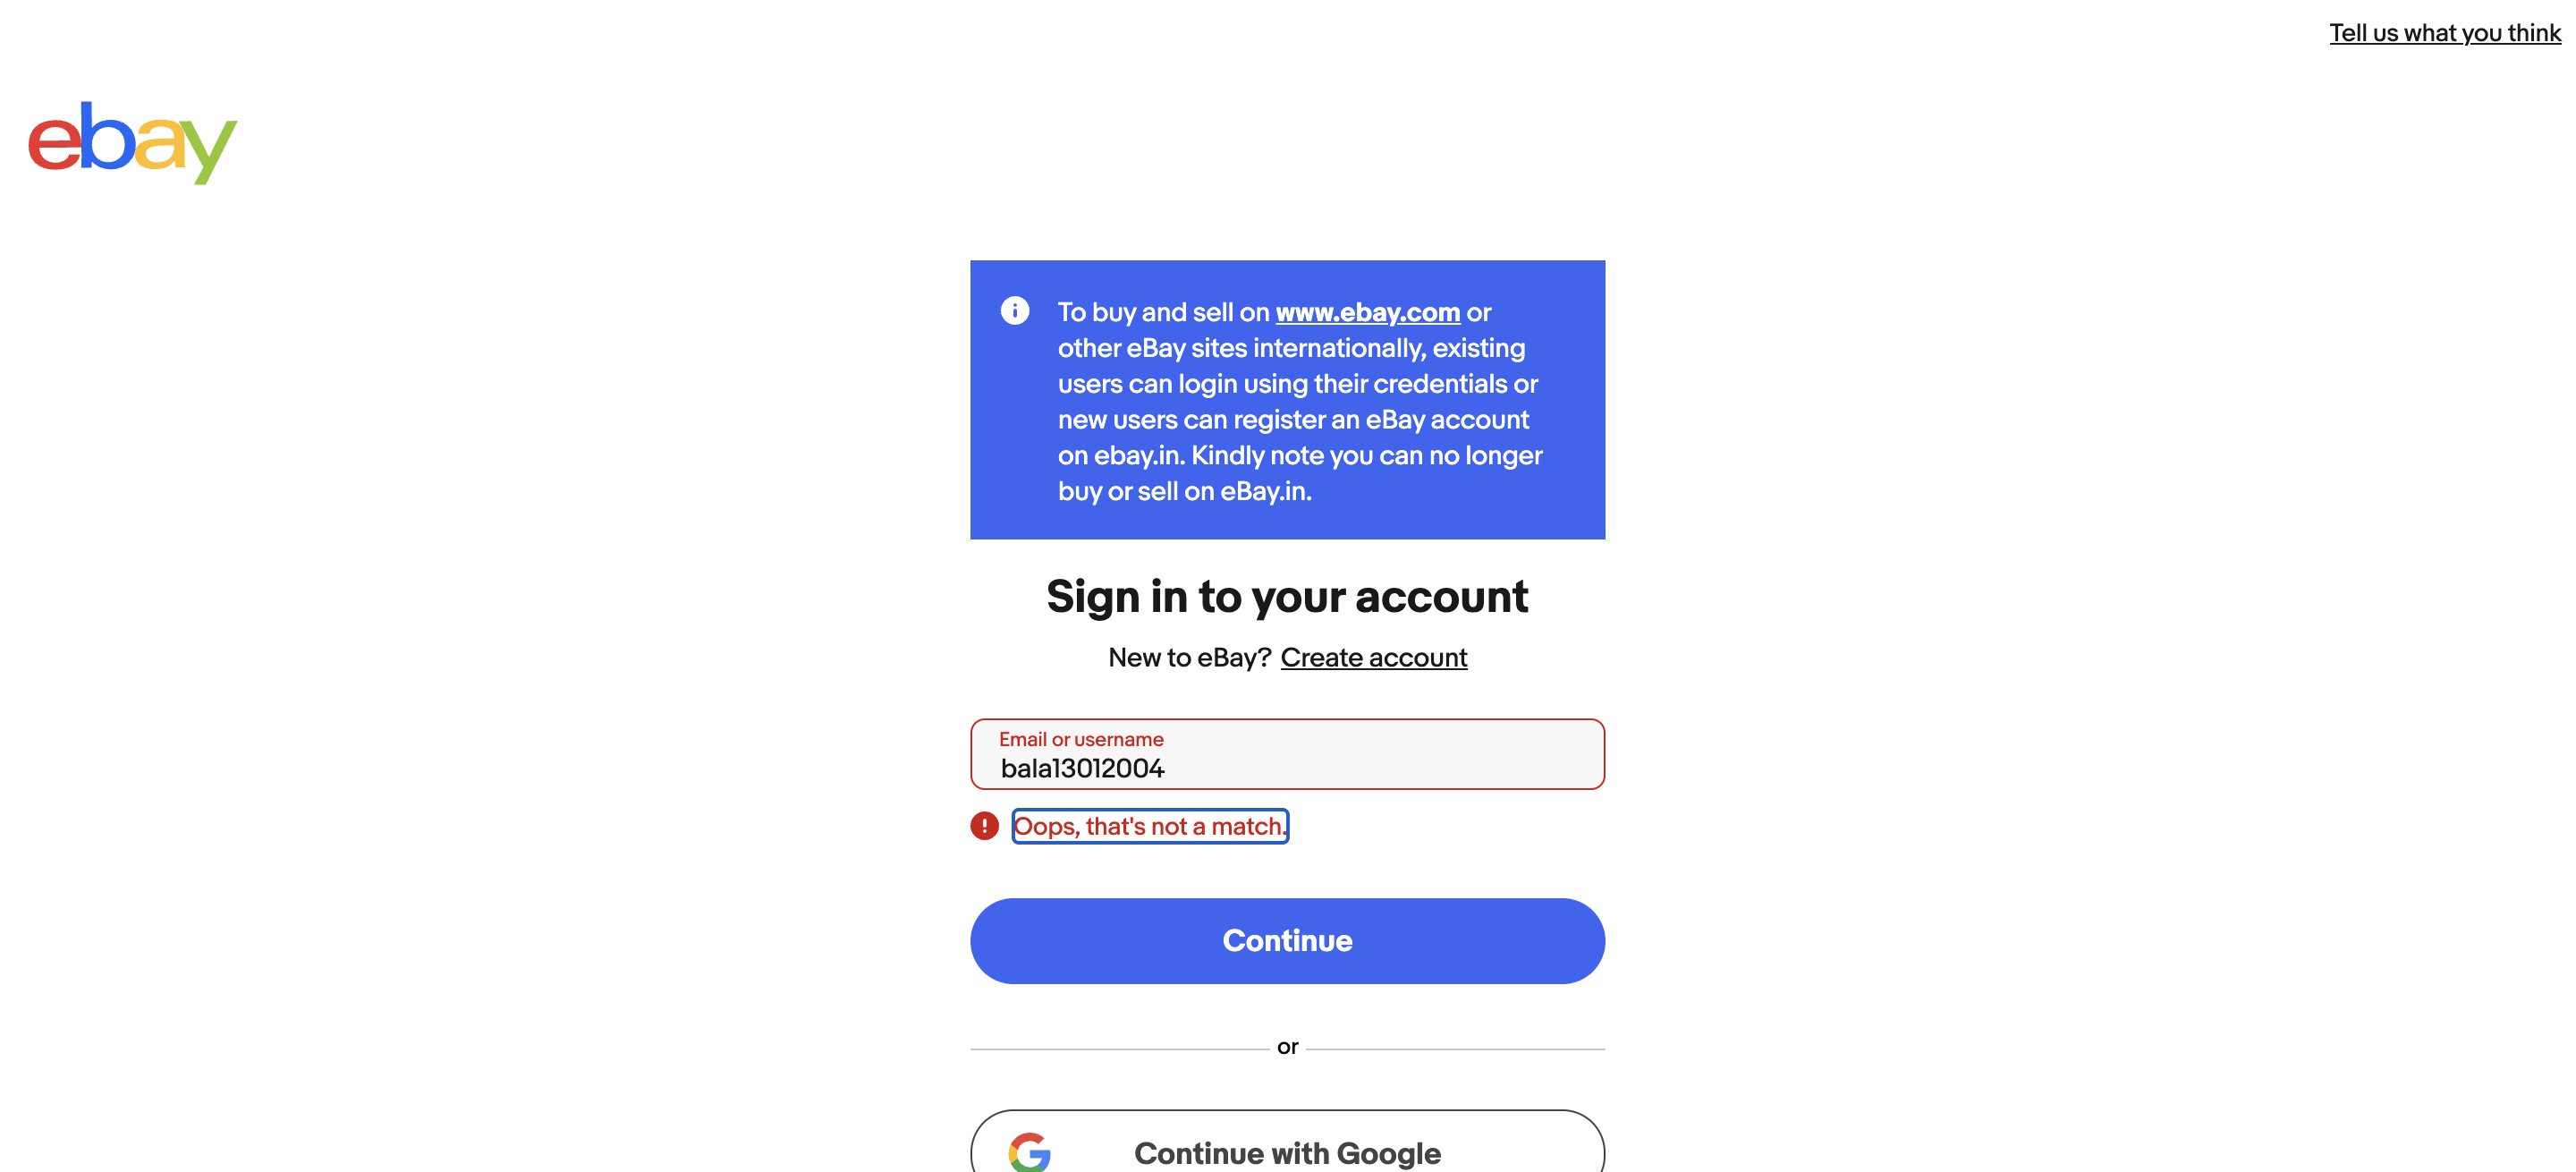 Tell us what you think
ebay
To buy and sell on www.ebay.com or
other eBay sites internationally, existing
users can login using their credentials or
new users can register an eBay account
on ebay.in. Kindly note you can no longer
buy or sell on eBay.in.
Sign in to your account
New to eBay? Create account
Email or username
bala13012004
Oops, that's not a match.
Continue
or
Continue with Google